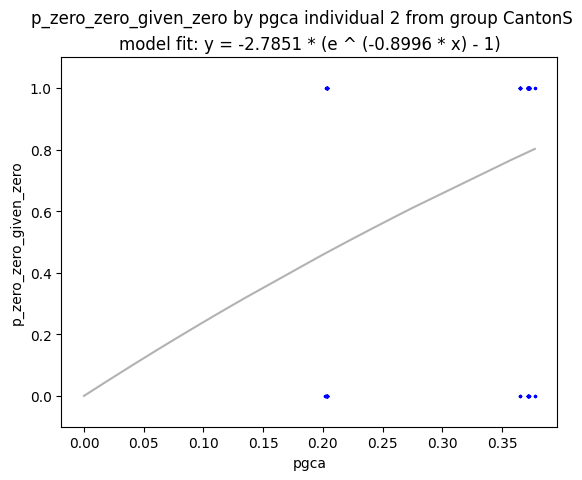 p_zero_zero_given_zero by pgca individual 2 from group CantonS
model fit: y = -2.7851 * (e ^ (-0.8996 * x) - 1)
1.0
0.8
0.6
0.4
0.2
0.0
p_zero_zero_given_zero
0.00 0.05 0.10 0.15 0.20 0.25 0.30 0.35
pgca